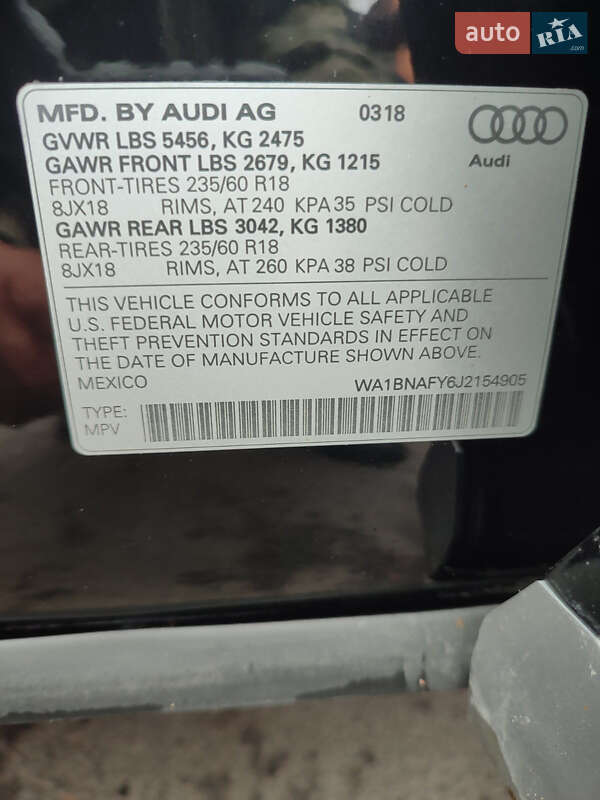 auto RIA .com
MFD. BY AUDI AG 0318
GVWR LBS 5456, KG 2475
GAWR FRONT LBS 2679, KG 1215
Audi
FRONT-TIRES 235/60 R18
8JX18 RIMS, AT 240 KPA 35 PSI COLD
GAWR REAR LBS 3042, KG 1380
REAR-TIRES 235/60 R18
8JX18 RIMS, AT 260 KPA 38 PSI COLD
THIS VEHICLE CONFORMS TO ALL APPLICABLE
U.S. FEDERAL MOTOR VEHICLE SAFETY AND
THEFT PREVENTION STANDARDS IN EFFECT ON
THE DATE OF MANUFACTURE SHOWN ABOVE.
MEXICO WA1BNAFY6J2154905
TYPE:
MPV